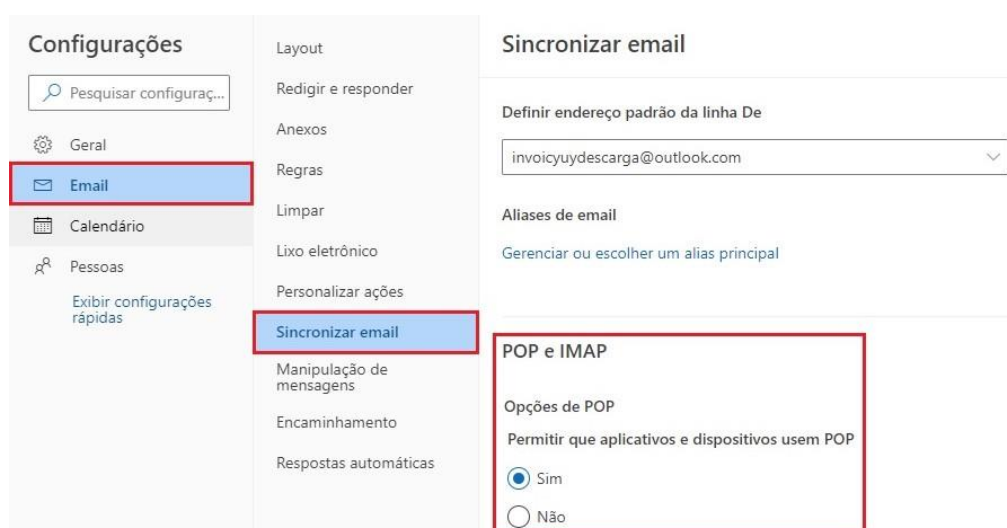 Configurações
Pesquisar configuraç...
Geral
Email
Calendário
Pessoas
Exibir configurações
rápidas
Layout
Redigir e responder
Anexos
Regras
Limpar
Lixo eletrônico
Personalizar ações
Sincronizar email
Manipulação de
mensagens
Encaminhamento
Respostas automáticas
Sincronizar email
Definir endereço padrão da linha De
invoicyuydescarga@outlook.com
Aliases de email
Gerenciar ou escolher um alias principal
POP e IMAP
Opções de POP
Permitir que aplicativos e dispositivos usem POP
Sim
Não